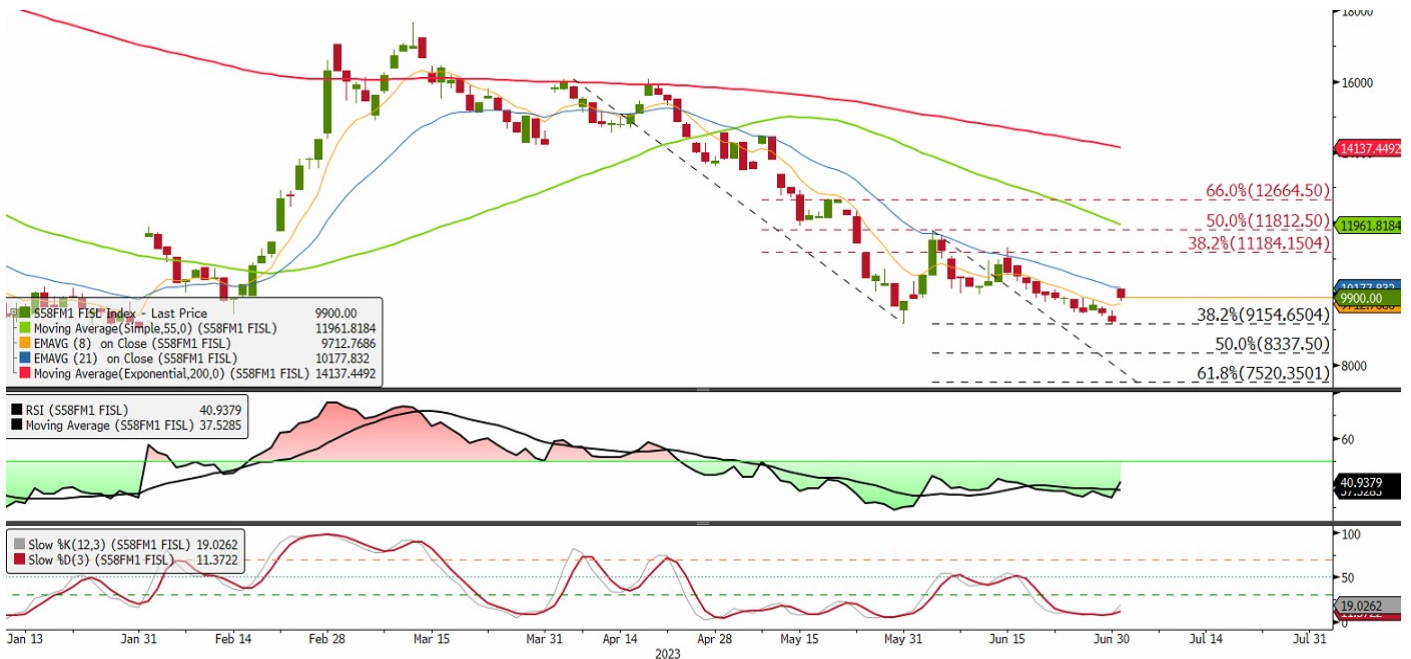 18000
16000
14137.4492
66.0%(12664.50)
50.0%(11812.50)
11961.8184
38.2%(11184.1504)
10177.832
9900.00
9712.7686
38.2%(9154.6504)
50.0%(8337.50)
8000
61.8%(7520.3501)
S58FM1 FISL Index - Last Price 9900.00
Moving Average(Simple,55,0) (S58FM1 FISL) 11961.8184
EMAVG (8) on Close (S58FM1 FISL) 9712.7686
EMAVG (21) on Close (S58FM1 FISL) 10177.832
Moving Average(Exponential,200,0) (S58FM1 FISL) 14137.4492
RSI (S58FM1 FISL) 40.9379
Moving Average (S58FM1 FISL) 37.5285
60
40.9379
37.5285
Slow %K(12,3) (S58FM1 FISL) 19.0262
Slow %D(3) (S58FM1 FISL) 11.3722
100
50
19.0262
11.3722
0
Jan 13 Jan 31 Feb 14 Feb 28 Mar 15 Mar 31 Apr 14 Apr 28 May 15 May 31 Jun 15 Jun 30 Jul 14 Jul 31
2023